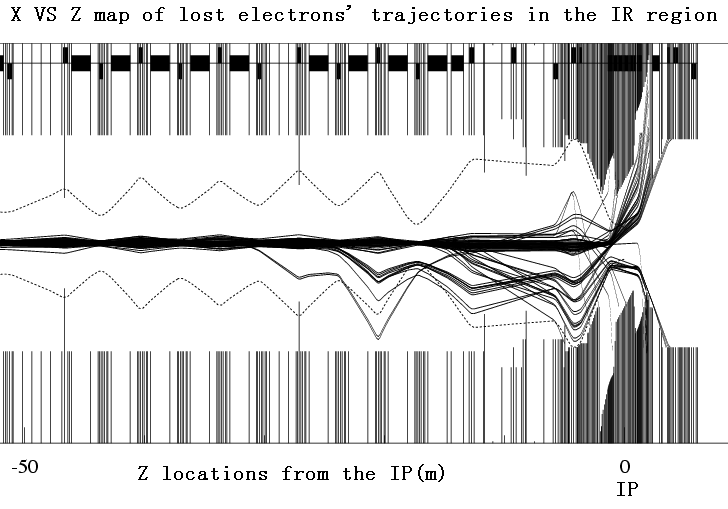 X VS Z map of lost electrons' trajectories in the IR region
-50
0
Z locations from the IP(m)
IP